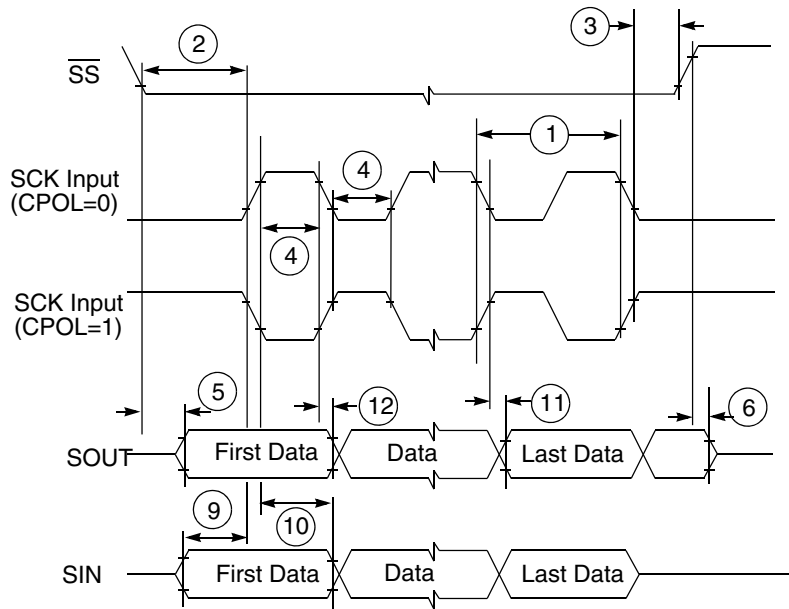 2
3
S̅S̅
1
SCK Input
(CPOL=0)
4
4
SCK Input
(CPOL=1)
5
12
11
6
SOUT
First Data
Data
Last Data
9
10
SIN
First Data
Data
Last Data